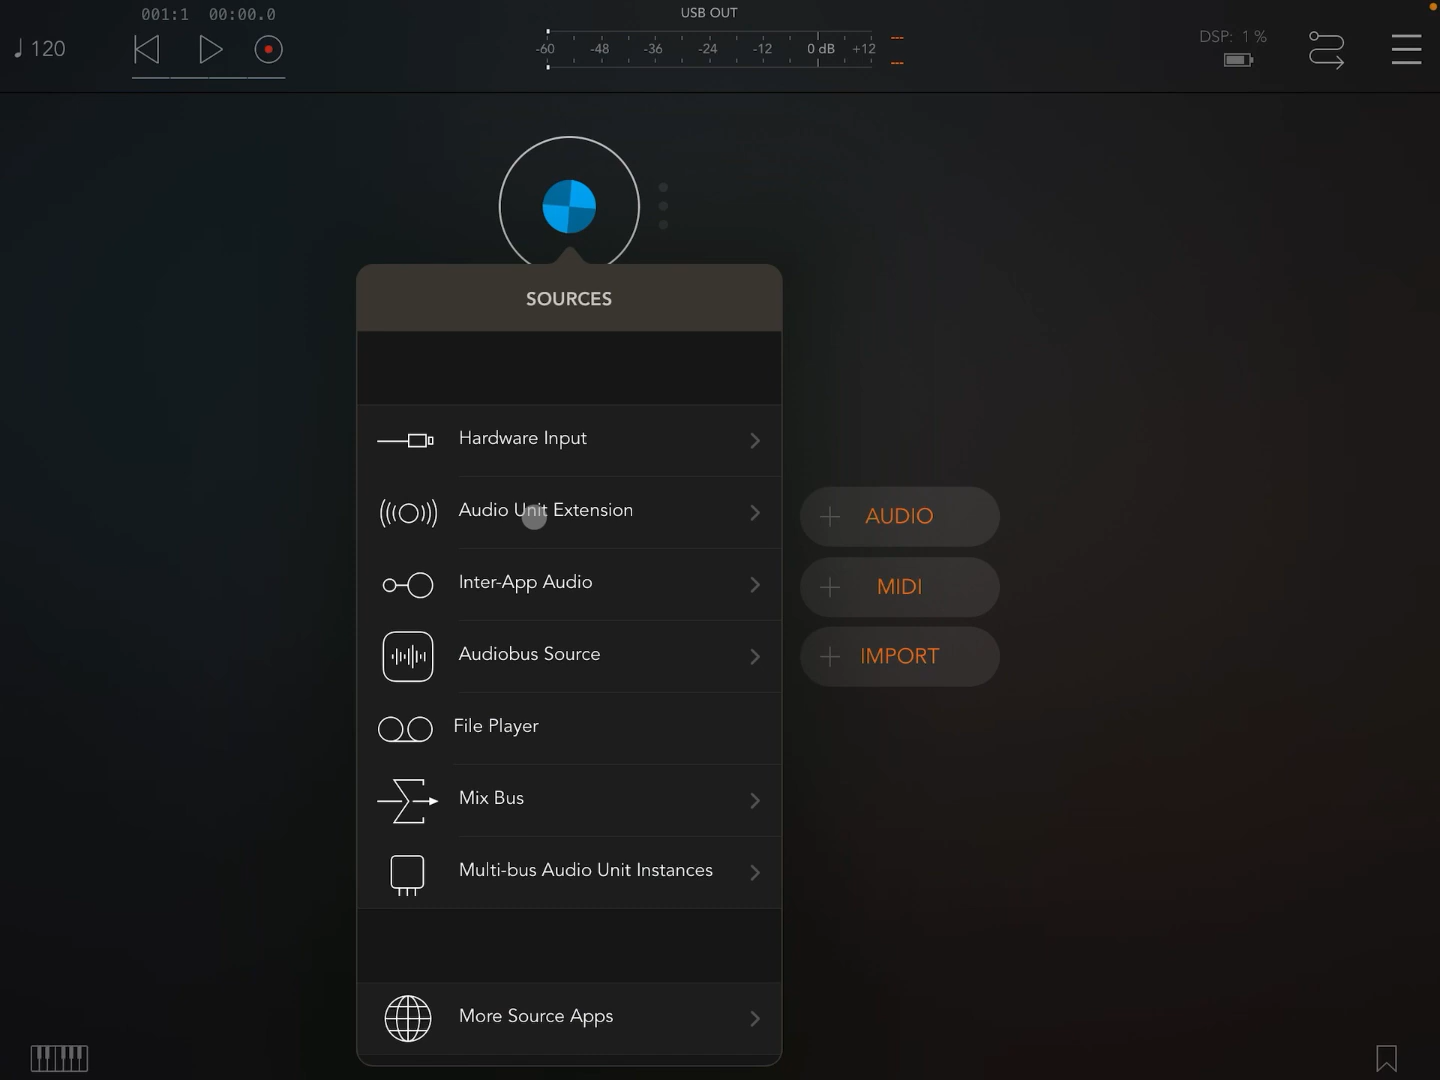 001:1 00:00.0
USB OUT
120
-60 -48 -36 -24 -12 0 dB +12
---
---
DSP: 1 %
SOURCES
Hardware Input
Audio Unit Extension
Inter-App Audio
Audiobus Source
File Player
Mix Bus
Multi-bus Audio Unit Instances
More Source Apps
+ AUDIO
+ MIDI
+ IMPORT